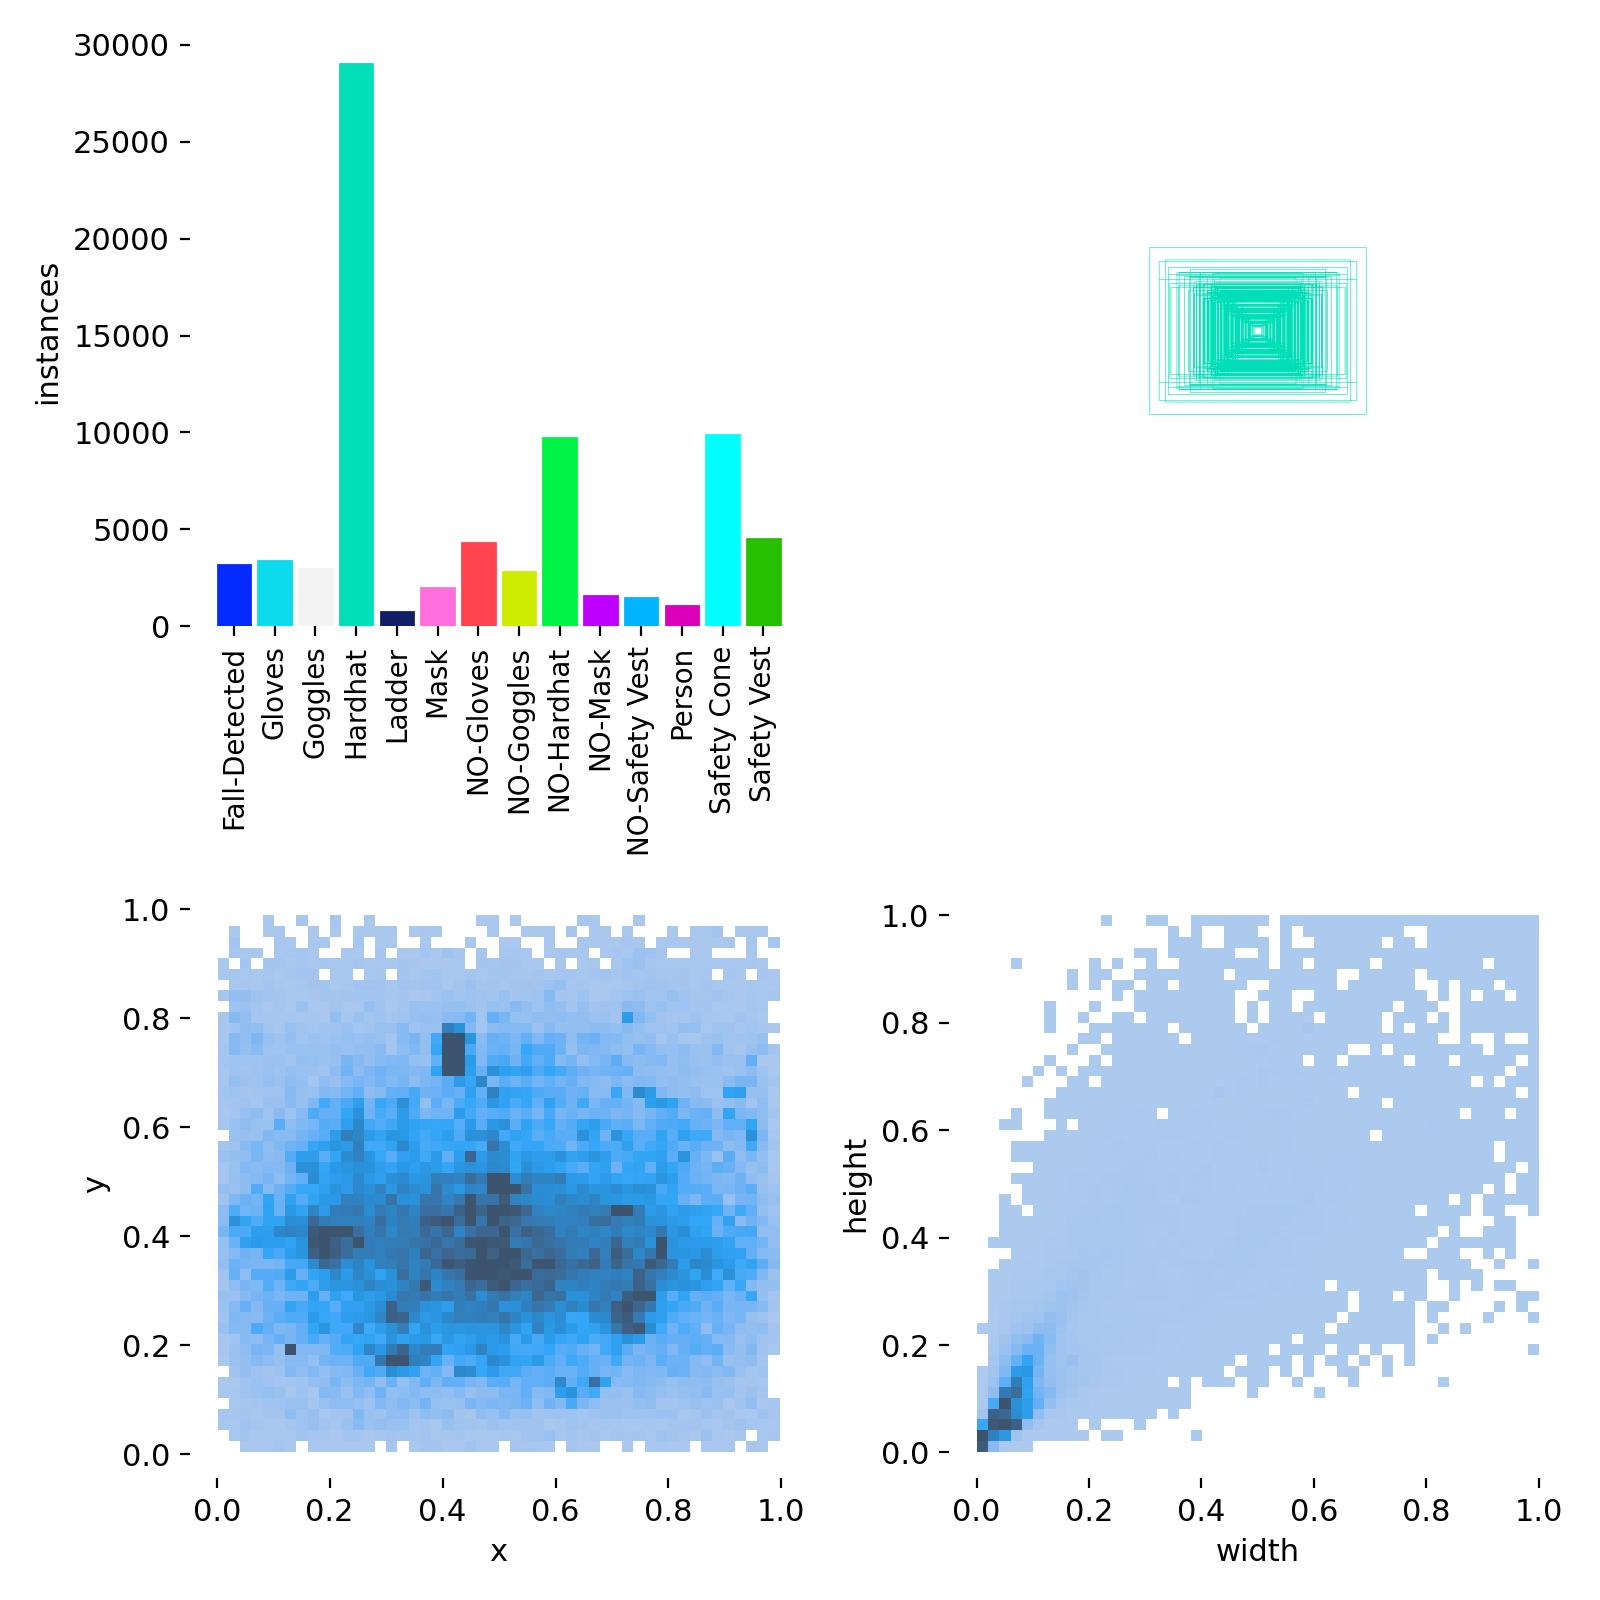 30000
25000
20000
15000
10000
5000
0
instances
Fall-Detected
Gloves
Goggles
Hardhat
Ladder
Mask
NO-Gloves
NO-Goggles
NO-Hardhat
NO-Mask
NO-Safety Vest
Person
Safety Cone
Safety Vest
1.0
0.8
0.6
0.4
0.2
0.0
y
0.0 0.2 0.4 0.6 0.8 1.0
x
1.0
0.8
0.6
0.4
0.2
0.0
height
0.0 0.2 0.4 0.6 0.8 1.0
width